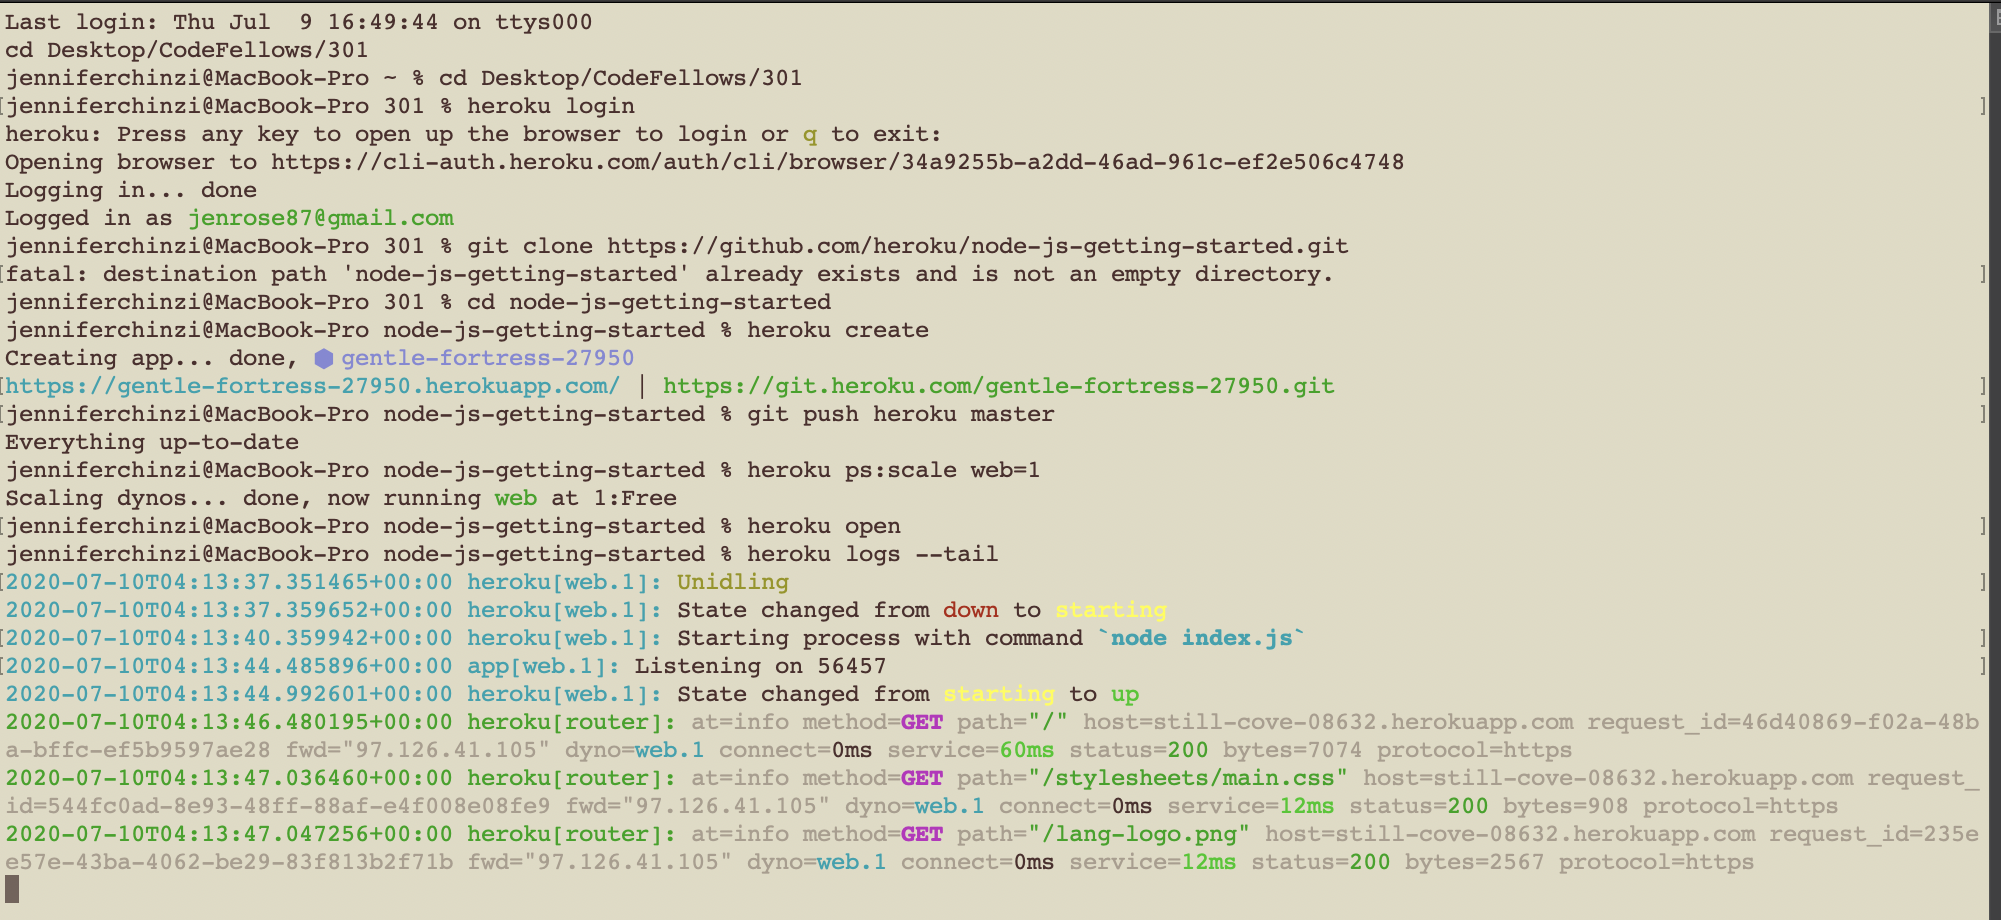 Last login: Thu Jul  9 16:49:44 on ttys000
cd Desktop/CodeFellows/301
jenniferchinzi@MacBook-Pro ~ % cd Desktop/CodeFellows/301
[jenniferchinzi@MacBook-Pro 301 % heroku login ]
heroku: Press any key to open up the browser to login or q to exit:
Opening browser to https://cli-auth.heroku.com/auth/cli/browser/34a9255b-a2dd-46ad-961c-ef2e506c4748
Logging in... done
Logged in as jenrose87@gmail.com
jenniferchinzi@MacBook-Pro 301 % git clone https://github.com/heroku/node-js-getting-started.git
[fatal: destination path 'node-js-getting-started' already exists and is not an empty directory. ]
jenniferchinzi@MacBook-Pro 301 % cd node-js-getting-started
jenniferchinzi@MacBook-Pro node-js-getting-started % heroku create
Creating app... done, ⬢ gentle-fortress-27950
[https://gentle-fortress-27950.herokuapp.com/ | https://git.heroku.com/gentle-fortress-27950.git ]
[jenniferchinzi@MacBook-Pro node-js-getting-started % git push heroku master ]
Everything up-to-date
jenniferchinzi@MacBook-Pro node-js-getting-started % heroku ps:scale web=1
Scaling dynos... done, now running web at 1:Free
[jenniferchinzi@MacBook-Pro node-js-getting-started % heroku open ]
jenniferchinzi@MacBook-Pro node-js-getting-started % heroku logs --tail
[2020-07-10T04:13:37.351465+00:00 heroku[web.1]: Unidling ]
2020-07-10T04:13:37.359652+00:00 heroku[web.1]: State changed from down to starting
[2020-07-10T04:13:40.359942+00:00 heroku[web.1]: Starting process with command `node index.js` ]
[2020-07-10T04:13:44.485896+00:00 app[web.1]: Listening on 56457 ]
2020-07-10T04:13:44.992601+00:00 heroku[web.1]: State changed from starting to up
2020-07-10T04:13:46.480195+00:00 heroku[router]: at=info method=GET path="/" host=still-cove-08632.herokuapp.com request_id=46d40869-f02a-48b
a-bffc-ef5b9597ae28 fwd="97.126.41.105" dyno=web.1 connect=0ms service=60ms status=200 bytes=7074 protocol=https
2020-07-10T04:13:47.036460+00:00 heroku[router]: at=info method=GET path="/stylesheets/main.css" host=still-cove-08632.herokuapp.com request_
id=544fc0ad-8e93-48ff-88af-e4f008e08fe9 fwd="97.126.41.105" dyno=web.1 connect=0ms service=12ms status=200 bytes=908 protocol=https
2020-07-10T04:13:47.047256+00:00 heroku[router]: at=info method=GET path="/lang-logo.png" host=still-cove-08632.herokuapp.com request_id=235e
e57e-43ba-4062-be29-83f813b2f71b fwd="97.126.41.105" dyno=web.1 connect=0ms service=12ms status=200 bytes=2567 protocol=https